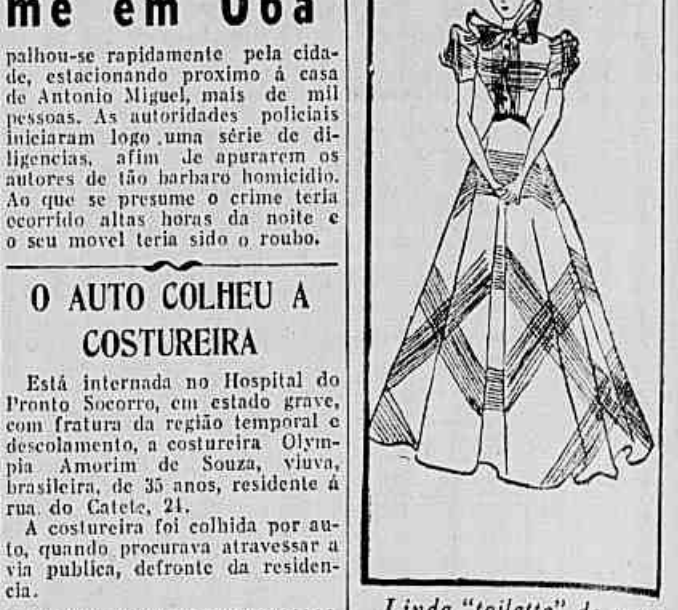 me em Ubá
palhou-se rapidamente pela cida-
de, estacionando proximo á casa
de Antonio Miguel, mais de mil
pessoas. As autoridades policiais
iniciaram logo uma série de di-
ligencias, afim de apurarem os
autores de tão barbaro homicidio.
Ao que se presume o crime teria
ocorrido altas horas da noite e
o seu movel teria sido o roubo.
O AUTO COLHEU A
COSTUREIRA
Está internada no Hospital do
Pronto Socorro, em estado grave,
com fratura da região temporal e
descolamento, a costureira Olym-
pia Amorim de Souza, viuva,
brasileira, de 35 anos, residente á
rua do Catete, 21.
A costureira foi colhida por au-
to, quando procurava atravessar a
via publica, defronte da residen-
cia.
Linda "toilette"